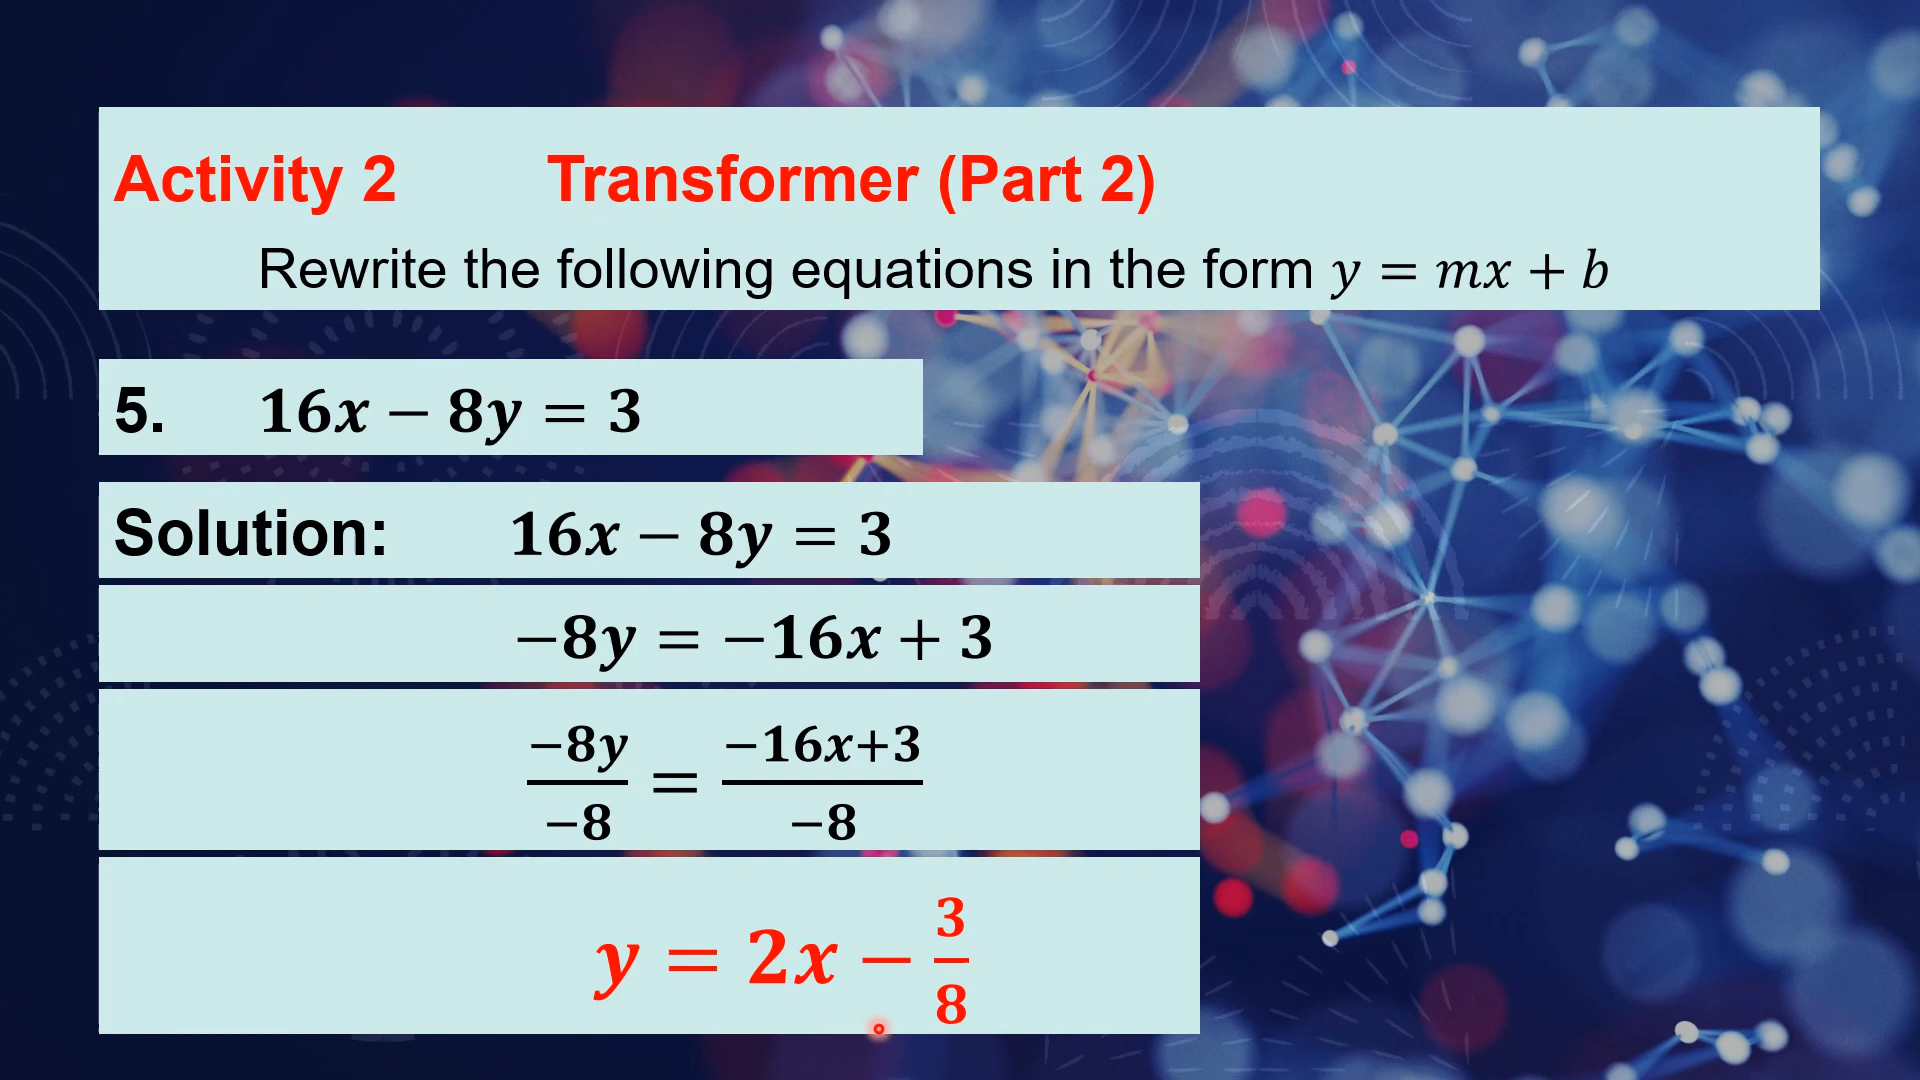 Activity 2 Transformer (Part 2)
Rewrite the following equations in the form y = mx + b
5. 16x − 8y = 3
Solution: 16x − 8y = 3
−8y = −16x + 3
−8y/−8 = −16x+3/−8
y = 2x − 3/8